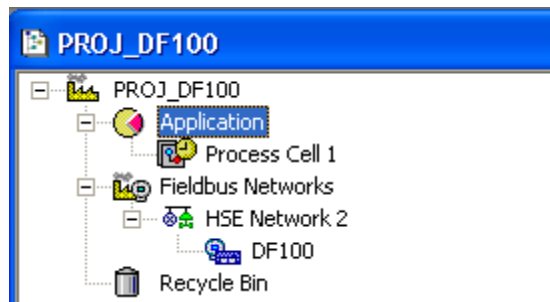 PROJ_DF100
PROJ_DF100
Application
Process Cell 1
Fieldbus Networks
HSE Network 2
DF100
Recycle Bin